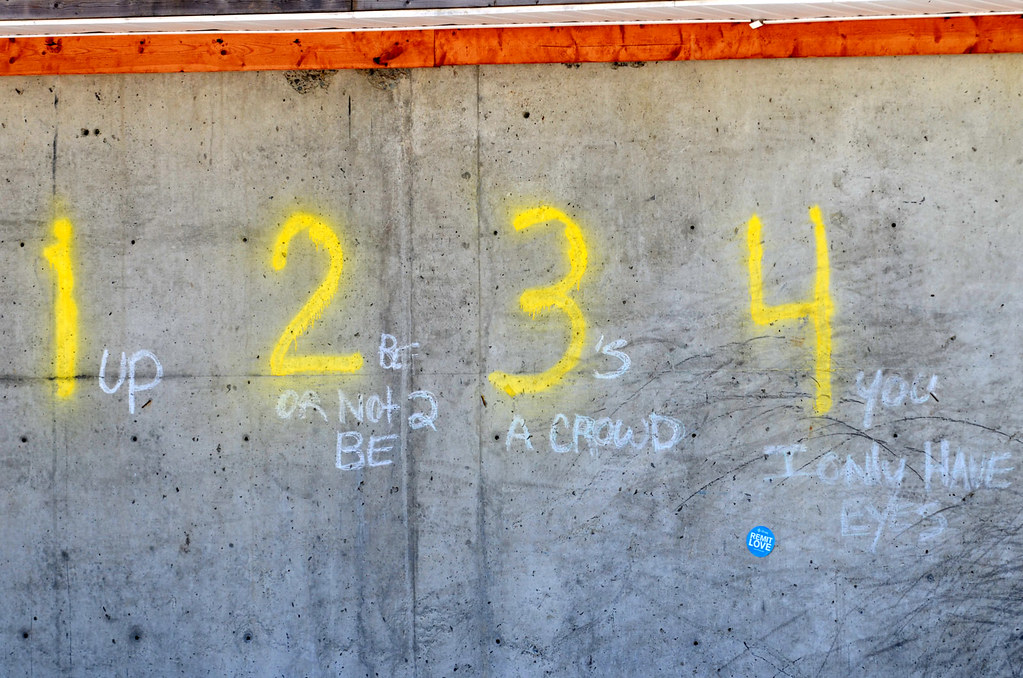 1 UP
2 BE
OR NOt 2
BE
3'S
A CROWD
4 YOU
I ONLY HAVE
EYES
REMIT
LOVE